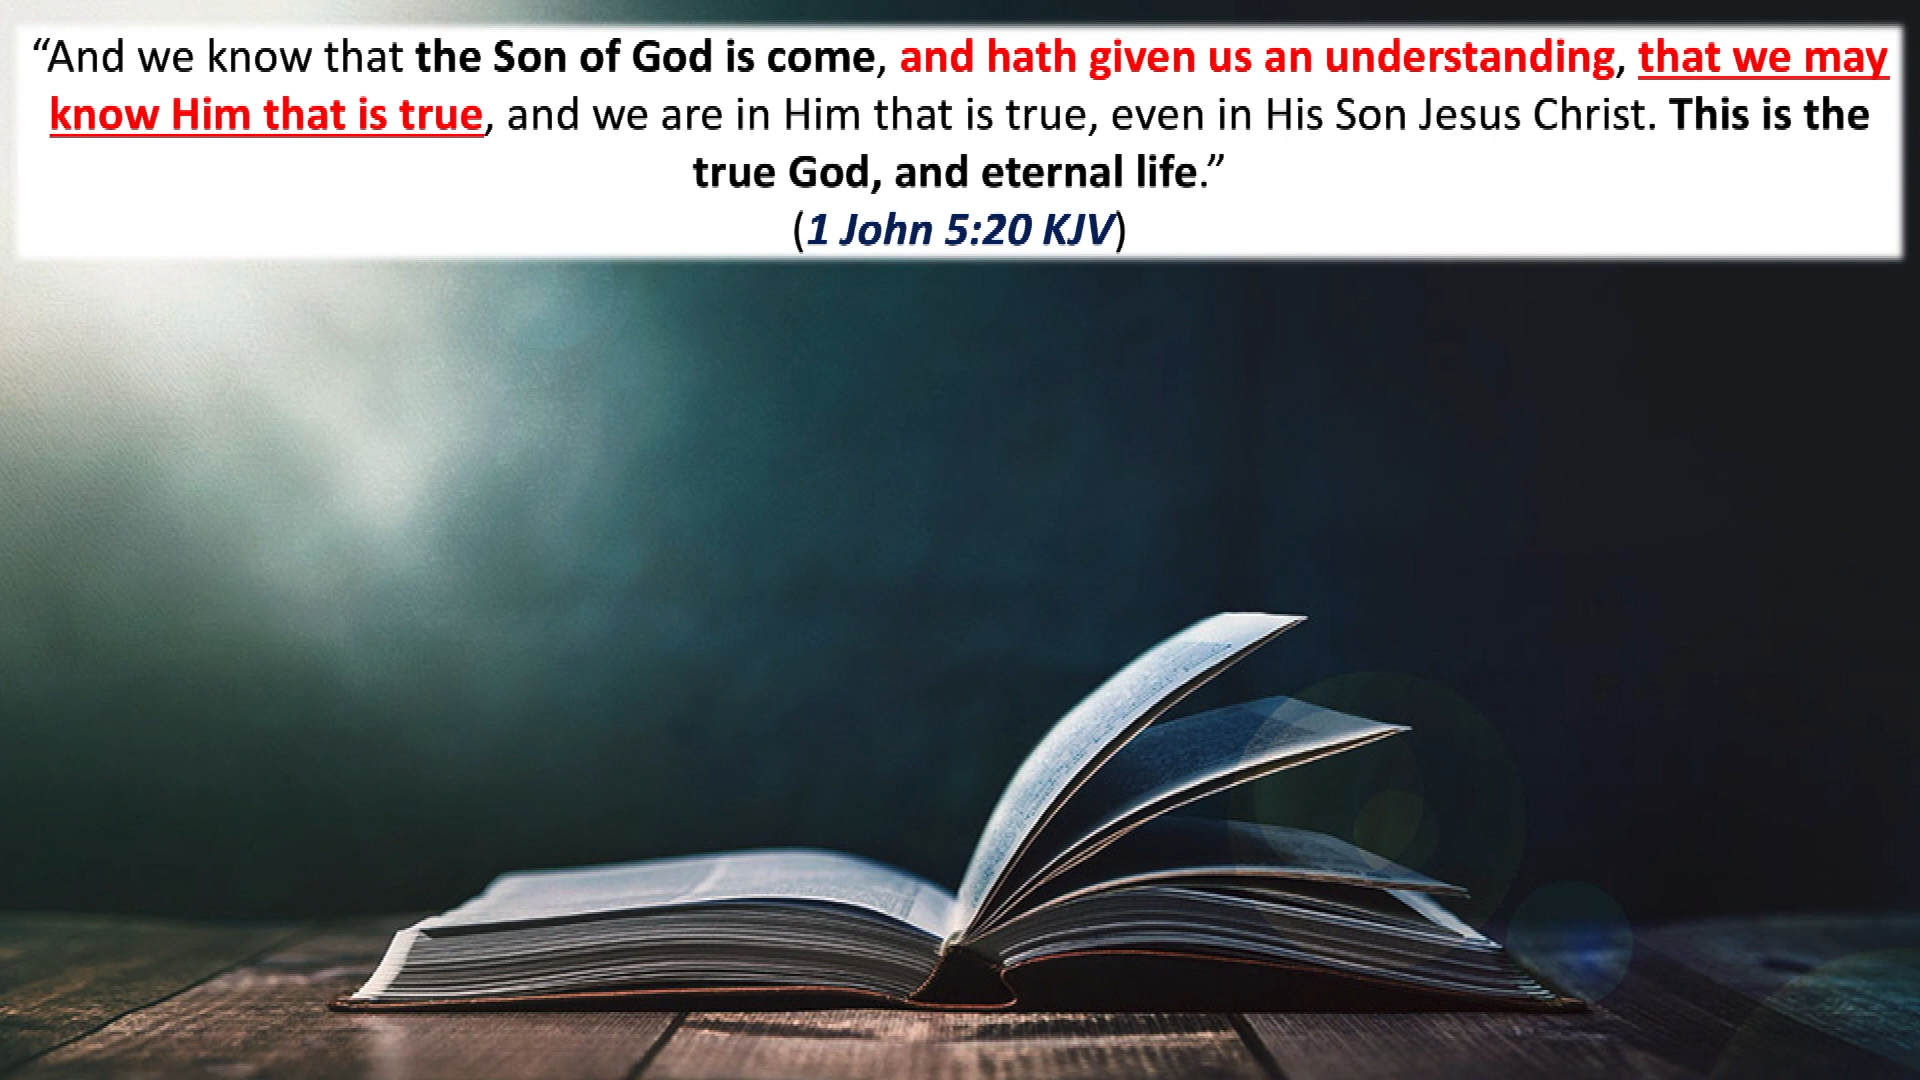 “And we know that the Son of God is come, and hath given us an understanding, that we may
know Him that is true, and we are in Him that is true, even in His Son Jesus Christ. This is the
true God, and eternal life.”
(1 John 5:20 KJV)